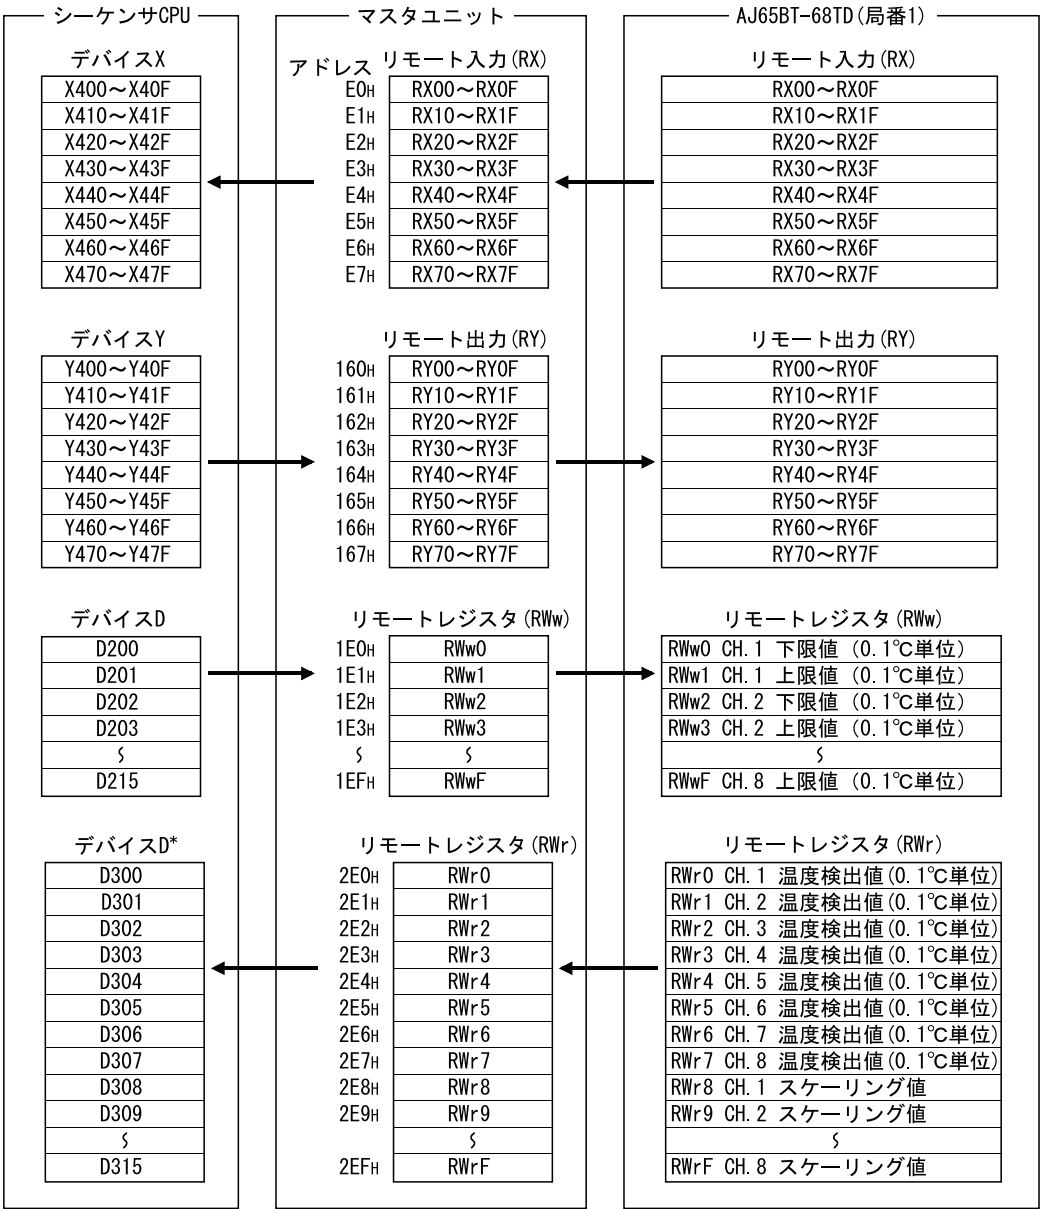 シーケンサCPU マスタユニット AJ65BT-68TD(局番1)
デバイスX アドレス リモート入力(RX) リモート入力(RX)
X400～X40F E0H RX00～RX0F RX00～RX0F
X410～X41F E1H RX10～RX1F RX10～RX1F
X420～X42F E2H RX20～RX2F RX20～RX2F
X430～X43F E3H RX30～RX3F RX30～RX3F
X440～X44F E4H RX40～RX4F RX40～RX4F
X450～X45F E5H RX50～RX5F RX50～RX5F
X460～X46F E6H RX60～RX6F RX60～RX6F
X470～X47F E7H RX70～RX7F RX70～RX7F
デバイスY リモート出力(RY) リモート出力(RY)
Y400～Y40F 160H RY00～RY0F RY00～RY0F
Y410～Y41F 161H RY10～RY1F RY10～RY1F
Y420～Y42F 162H RY20～RY2F RY20～RY2F
Y430～Y43F 163H RY30～RY3F RY30～RY3F
Y440～Y44F 164H RY40～RY4F RY40～RY4F
Y450～Y45F 165H RY50～RY5F RY50～RY5F
Y460～Y46F 166H RY60～RY6F RY60～RY6F
Y470～Y47F 167H RY70～RY7F RY70～RY7F
デバイスD リモートレジスタ(RWw) リモートレジスタ(RWw)
D200 1E0H RWw0 RWw0 CH.1 下限値 (0.1℃単位)
D201 1E1H RWw1 RWw1 CH.1 上限値 (0.1℃単位)
D202 1E2H RWw2 RWw2 CH.2 下限値 (0.1℃単位)
D203 1E3H RWw3 RWw3 CH.2 上限値 (0.1℃単位)
～ ～ ～ ～
D215 1EFH RWwF RWwF CH.8 上限値 (0.1℃単位)
デバイスD* リモートレジスタ(RWr) リモートレジスタ(RWr)
D300 2E0H RWr0 RWr0 CH.1 温度検出値(0.1℃単位)
D301 2E1H RWr1 RWr1 CH.2 温度検出値(0.1℃単位)
D302 2E2H RWr2 RWr2 CH.3 温度検出値(0.1℃単位)
D303 2E3H RWr3 RWr3 CH.4 温度検出値(0.1℃単位)
D304 2E4H RWr4 RWr4 CH.5 温度検出値(0.1℃単位)
D305 2E5H RWr5 RWr5 CH.6 温度検出値(0.1℃単位)
D306 2E6H RWr6 RWr6 CH.7 温度検出値(0.1℃単位)
D307 2E7H RWr7 RWr7 CH.8 温度検出値(0.1℃単位)
D308 2E8H RWr8 RWr8 CH.1 スケーリング値
D309 2E9H RWr9 RWr9 CH.2 スケーリング値
～ ～ ～
D315 2EFH RWrF RWrF CH.8 スケーリング値